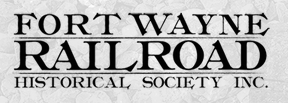 FORT WAYNE
RAILROAD
HISTORICAL SOCIETY INC.